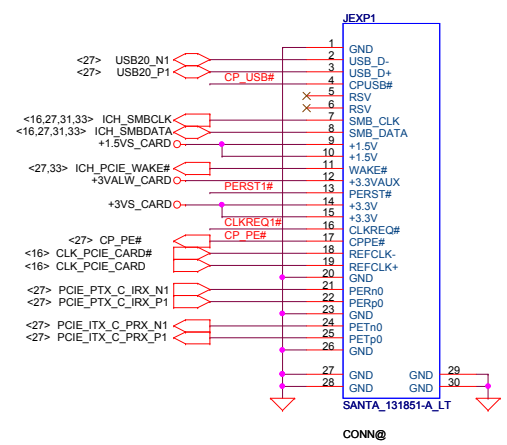 JEXP1
1 GND
<27> USB20_N1 2 USB_D-
<27> USB20_P1 3 USB_D+
CP_USB# 4 CPUSB#
5 RSV
6 RSV
<16,27,31,33> ICH_SMBCLK 7 SMB_CLK
<16,27,31,33> ICH_SMBDATA 8 SMB_DATA
+1.5VS_CARD 9 +1.5V
10 +1.5V
<27,33> ICH_PCIE_WAKE# 11 WAKE#
+3VALW_CARD 12 +3.3VAUX
PERST1# 13 PERST#
+3VS_CARD 14 +3.3V
15 +3.3V
CLKREQ1# 16 CLKREQ#
<27> CP_PE# CP_PE# 17 CPPE#
<16> CLK_PCIE_CARD# 18 REFCLK-
<16> CLK_PCIE_CARD 19 REFCLK+
20 GND
<27> PCIE_PTX_C_IRX_N1 21 PERn0
<27> PCIE_PTX_C_IRX_P1 22 PERp0
23 GND
<27> PCIE_ITX_C_PRX_N1 24 PETn0
<27> PCIE_ITX_C_PRX_P1 25 PETp0
26 GND
27 GND GND 29
28 GND GND 30
SANTA_131851-A_LT
CONN@